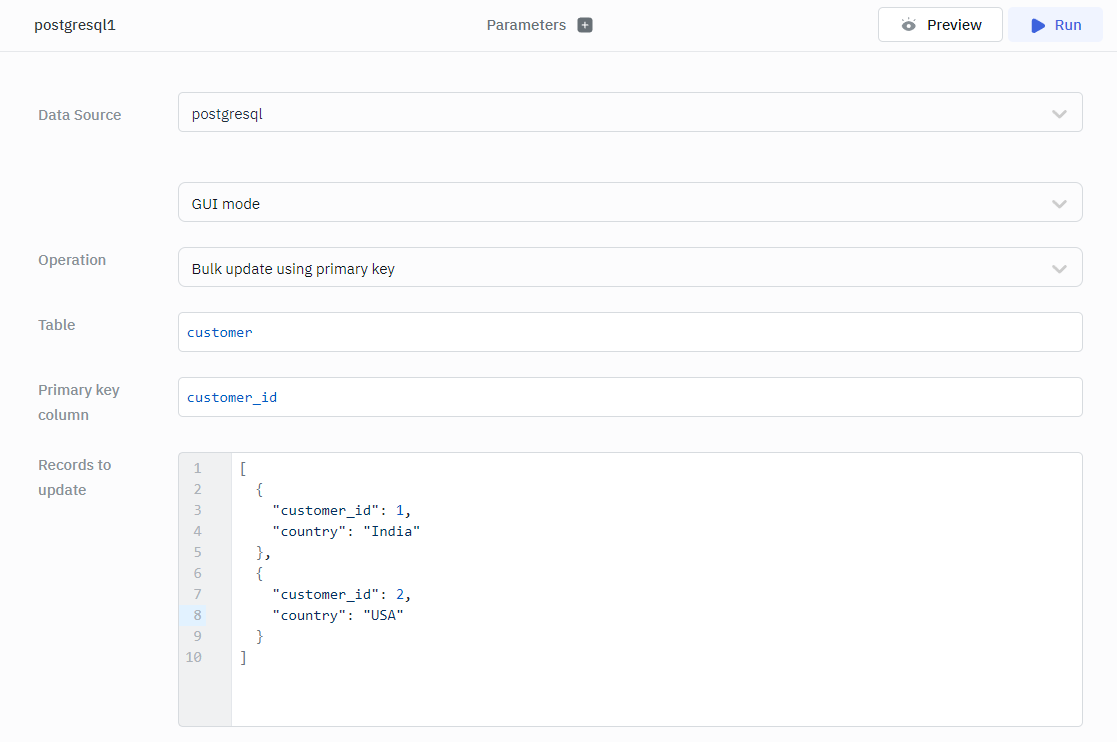 postgresql1
Parameters +
Preview
Run
Data Source
postgresql
GUI mode
Operation
Bulk update using primary key
Table
customer
Primary key
column
customer_id
Records to
update
1 [
2   {
3     "customer_id": 1,
4     "country": "India"
5   },
6   {
7     "customer_id": 2,
8     "country": "USA"
9   }
10 ]